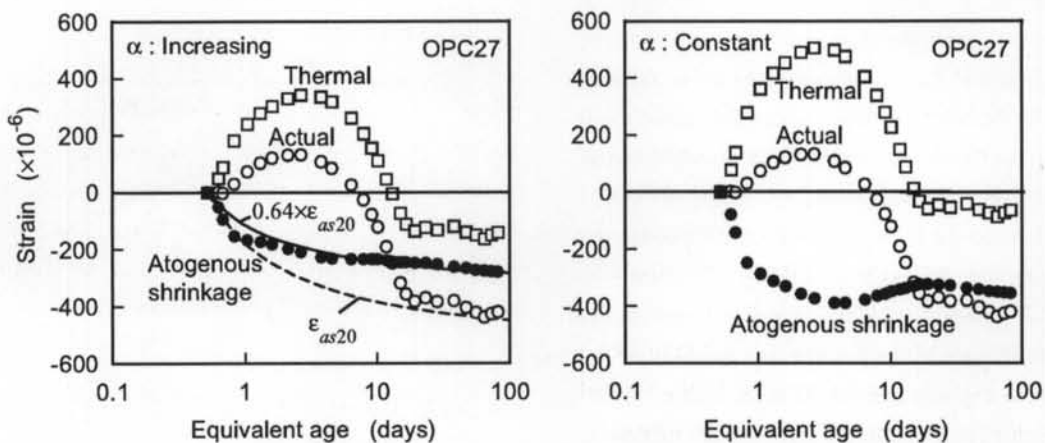 600
α : Increasing
OPC27
400
Thermal
200
Actual
0
0.64×ε as20
-200
Atogenous
shrinkage
-400
ε as20
-600
0.1
1
10
100
Equivalent age (days)
Strain (×10-6)
600
α : Constant
OPC27
400
Thermal
200
Actual
0
-200
-400
Atogenous shrinkage
-600
0.1
1
10
100
Equivalent age (days)